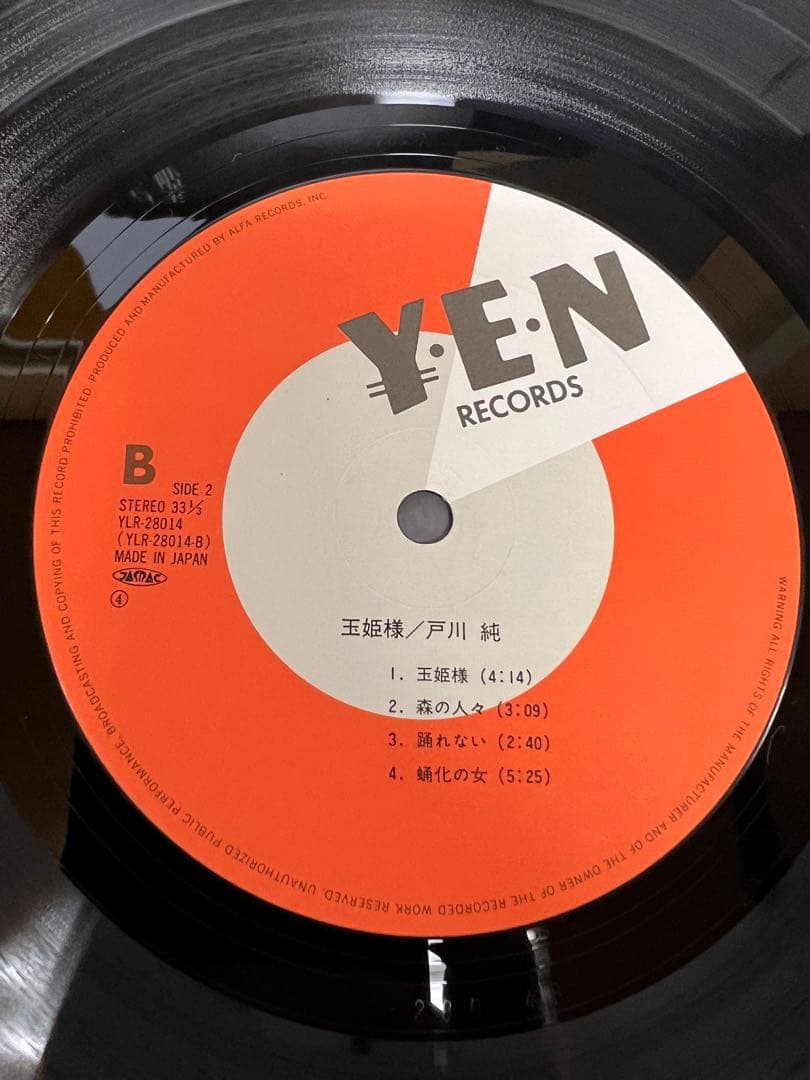 Y·E·N
RECORDS
B
SIDE 2
STEREO 33⅓
YLR-28014
(YLR-28014-B)
MADE IN JAPAN
JASRAC
④
玉姫様／戸川 純
1. 玉姫様 (4:14)
2. 森の人々 (3:09)
3. 踊れない (2:40)
4. 蛹化の女 (5:25)
WARNING ALL RIGHTS OF THE MANUFACTURER AND OF THE OWNER OF THE RECORDED WORK RESERVED. UNAUTHORIZED PUBLIC PERFORMANCE, BROADCASTING AND COPYING OF THIS RECORD PROHIBITED. PRODUCED AND MANUFACTURED BY ALFA RECORDS, INC.